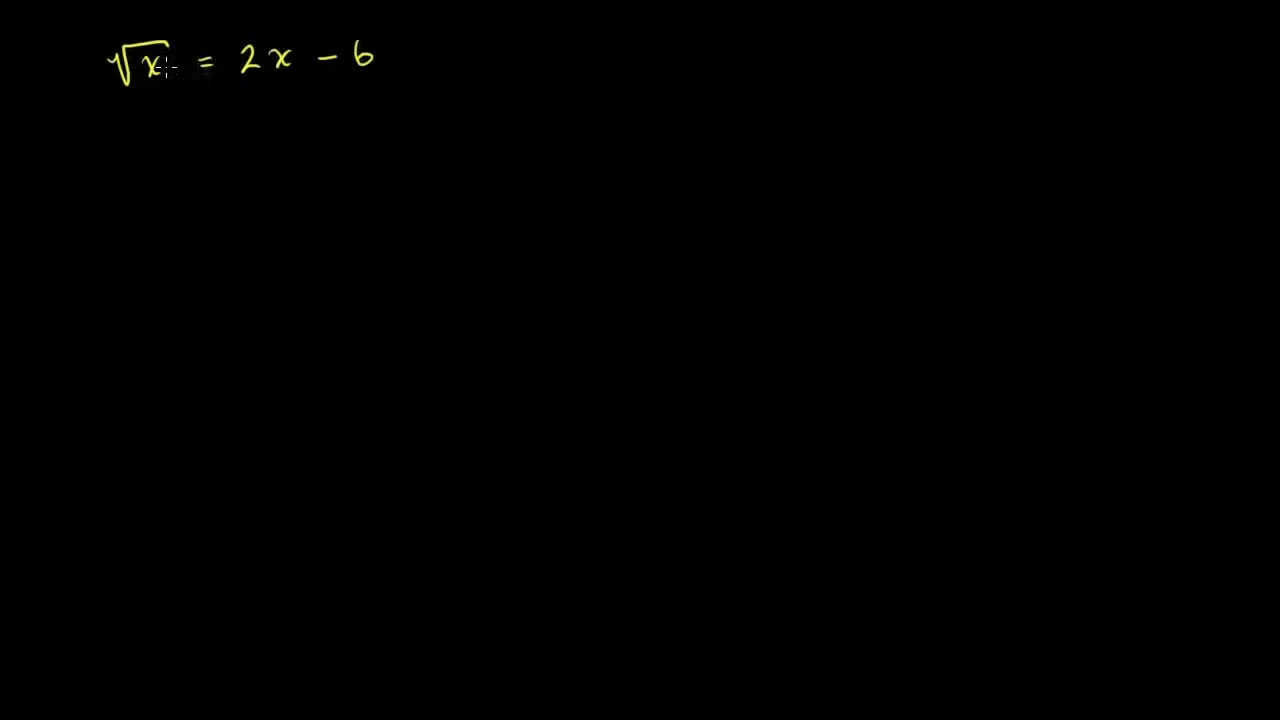 √x = 2x - 6